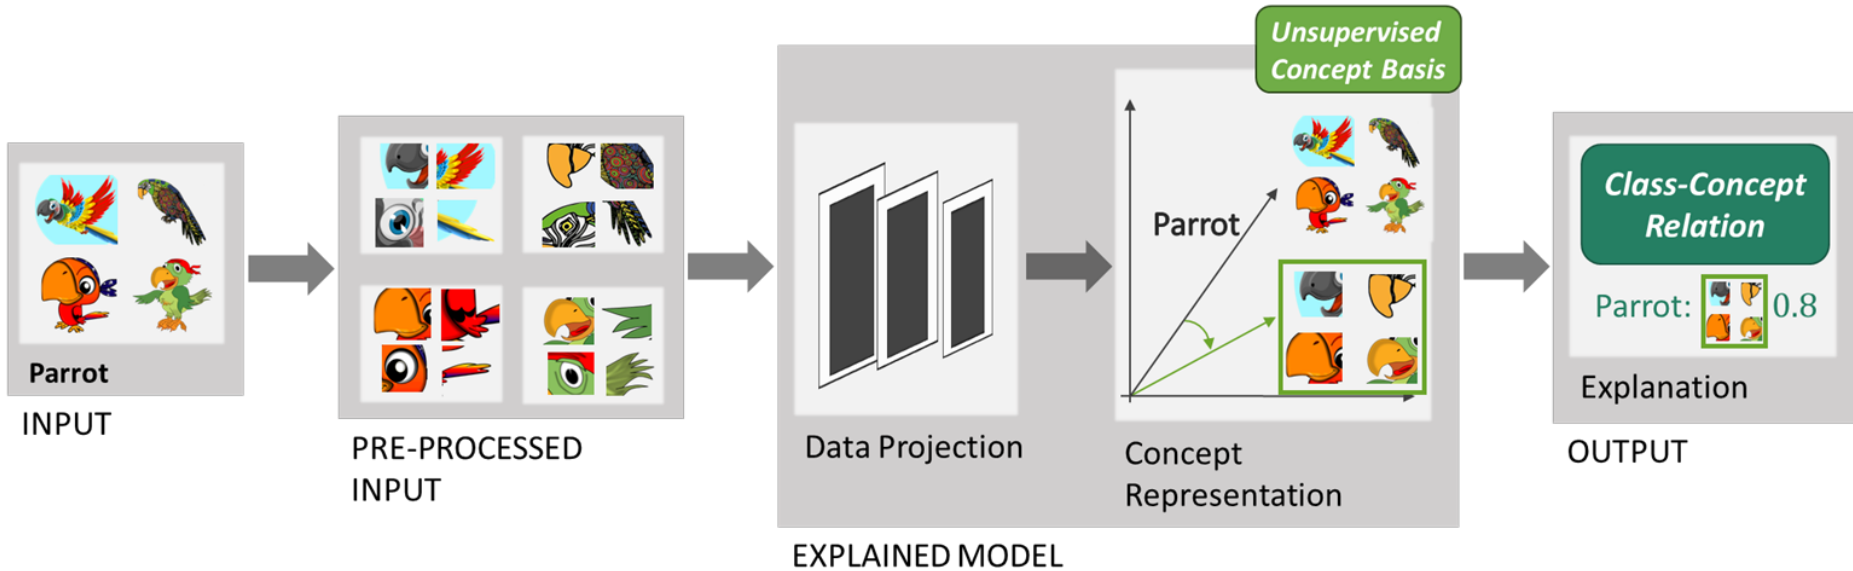 Parrot
INPUT
PRE-PROCESSED
INPUT
Unsupervised
Concept Basis
Parrot
Data Projection
Concept
Representation
EXPLAINED MODEL
Class-Concept
Relation
Parrot: 0.8
Explanation
OUTPUT